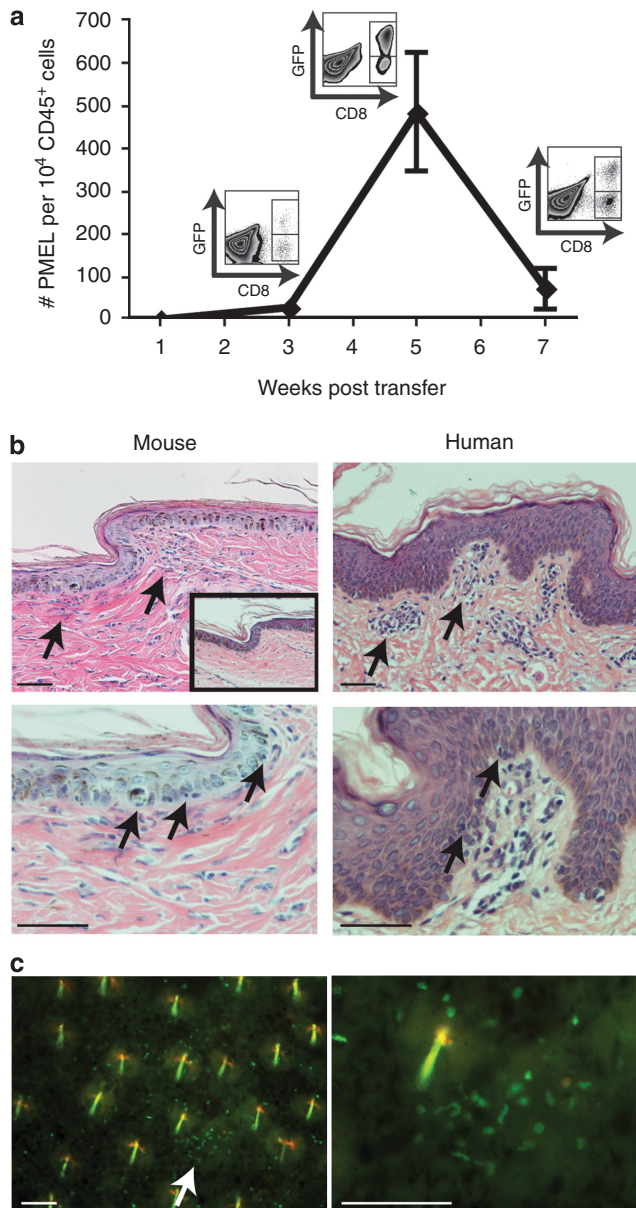 a
# PMEL per 10⁴ CD45⁺ cells
700
600
500
400
300
200
100
0
GFP
CD8
GFP
CD8
GFP
CD8
1 2 3 4 5 6 7
Weeks post transfer
b
Mouse Human
c